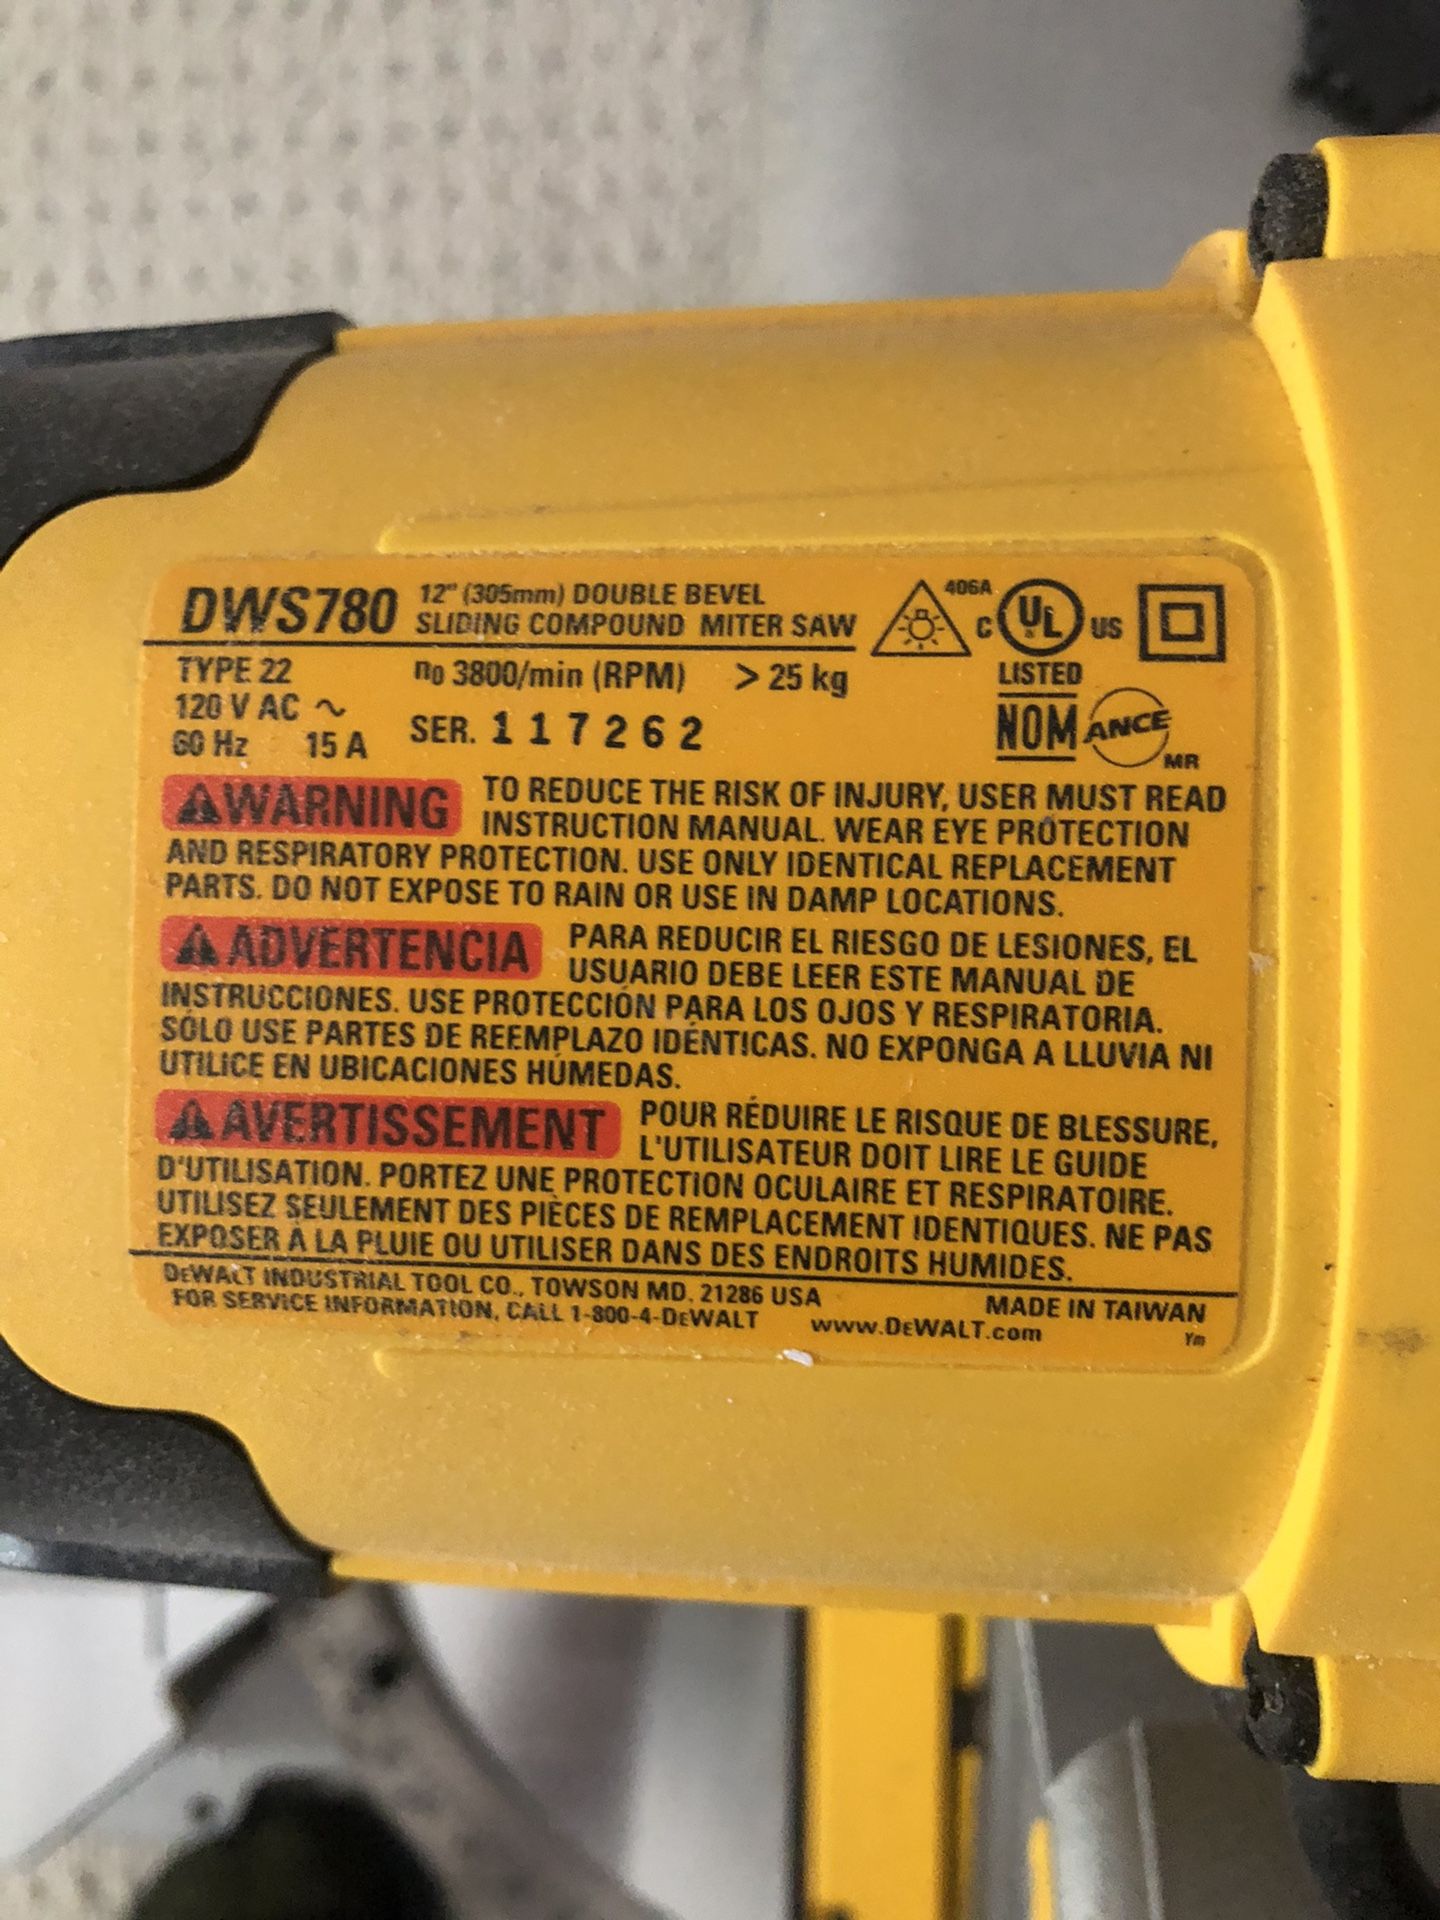 DWS780 12" (305mm) DOUBLE BEVEL
SLIDING COMPOUND MITER SAW
406A
C UL US
LISTED
TYPE 22 n0 3800/min (RPM) > 25 kg
120 V AC ~
60 Hz 15 A SER. 117262
NOM ANCE
MR
⚠WARNING TO REDUCE THE RISK OF INJURY, USER MUST READ
INSTRUCTION MANUAL. WEAR EYE PROTECTION
AND RESPIRATORY PROTECTION. USE ONLY IDENTICAL REPLACEMENT
PARTS. DO NOT EXPOSE TO RAIN OR USE IN DAMP LOCATIONS.
⚠ADVERTENCIA PARA REDUCIR EL RIESGO DE LESIONES, EL
USUARIO DEBE LEER ESTE MANUAL DE
INSTRUCCIONES. USE PROTECCIÓN PARA LOS OJOS Y RESPIRATORIA.
SÓLO USE PARTES DE REEMPLAZO IDÉNTICAS. NO EXPONGA A LLUVIA NI
UTILICE EN UBICACIONES HÚMEDAS.
⚠AVERTISSEMENT POUR RÉDUIRE LE RISQUE DE BLESSURE,
L'UTILISATEUR DOIT LIRE LE GUIDE
D'UTILISATION. PORTEZ UNE PROTECTION OCULAIRE ET RESPIRATOIRE.
UTILISEZ SEULEMENT DES PIÈCES DE REMPLACEMENT IDENTIQUES. NE PAS
EXPOSER À LA PLUIE OU UTILISER DANS DES ENDROITS HUMIDES.
DEWALT INDUSTRIAL TOOL CO., TOWSON MD. 21286 USA
FOR SERVICE INFORMATION, CALL 1-800-4-DEWALT www.DEWALT.com
MADE IN TAIWAN
Ym